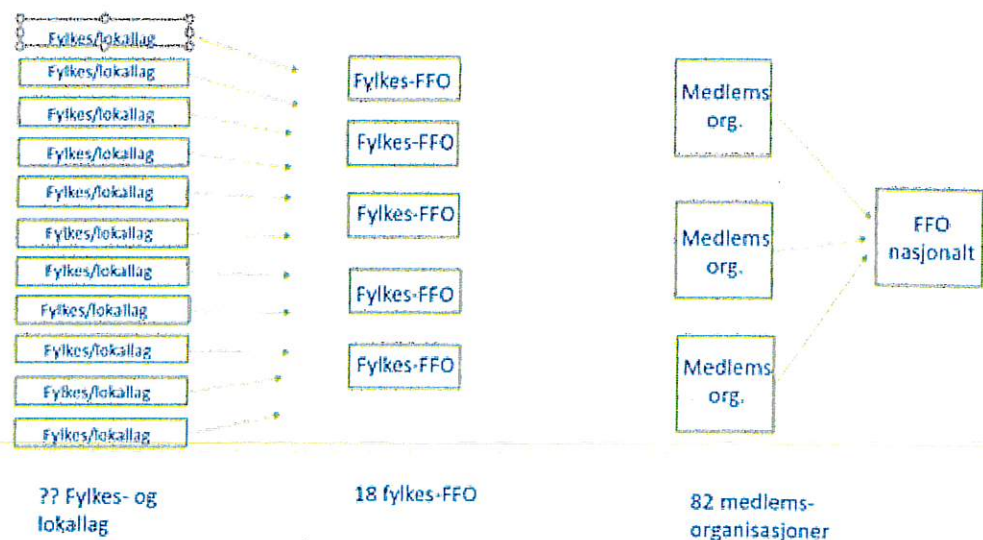 Fylkes/lokallag
Fylkes/lokallag
Fylkes/lokallag
Fylkes/lokallag
Fylkes/lokallag
Fylkes/lokallag
Fylkes/lokallag
Fylkes/lokallag
Fylkes/lokallag
Fylkes/lokallag
Fylkes/lokallag
?? Fylkes- og
lokallag
Fylkes-FFO
Fylkes-FFO
Fylkes-FFO
Fylkes-FFO
Fylkes-FFO
18 fylkes-FFO
Medlems
org.
Medlems
org.
Medlems
org.
82 medlems-
organisasjoner
FFO
nasjonalt